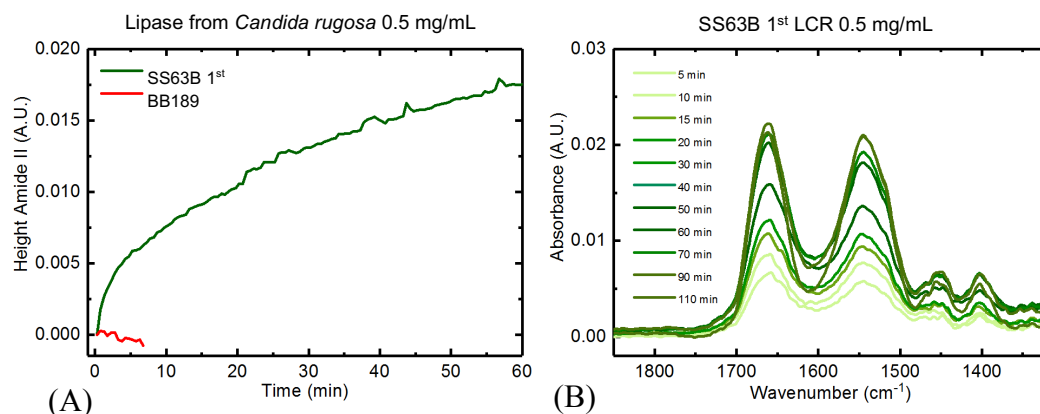 Lipase from Candida rugosa 0.5 mg/mL
0.020
0.015
0.010
0.005
0.000
Height Amide II (A.U.)
SS63B 1st
BB189
0 10 20 30 40 50 60
Time (min)
(A)
SS63B 1st LCR 0.5 mg/mL
0.03
0.02
0.01
0.00
Absorbance (A.U.)
5 min
10 min
15 min
20 min
30 min
40 min
50 min
60 min
70 min
90 min
110 min
1800 1700 1600 1500 1400
Wavenumber (cm-1)
(B)